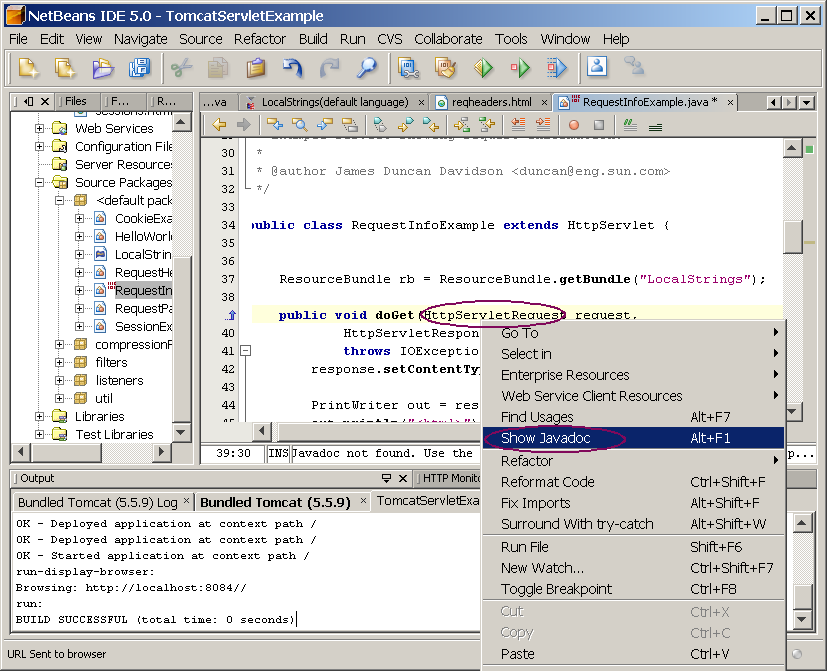 NetBeans IDE 5.0 - TomcatServletExample
File Edit View Navigate Source Refactor Build Run CVS Collaborate Tools Window Help
Files F... R...
...va LocalStrings(default language) reqheaders.html RequestInfoExample.java *
Web Services
Configuration File
Server Resources
Source Packages
<default pack
CookieExa
HelloWorl
LocalStrin
RequestHe
RequestIn
RequestPa
SessionEx
compressionF
filters
listeners
util
Libraries
Test Libraries
30 *
31 * @author James Duncan Davidson <duncan@eng.sun.com>
32 */
33
34 public class RequestInfoExample extends HttpServlet {
35
36
37 ResourceBundle rb = ResourceBundle.getBundle("LocalStrings");
38
public void doGet(HttpServletRequest request,
40 HttpServletRespon
41 throws IOExceptio
42 response.setContentTy
43
44 PrintWriter out = res
45 out.println("<html>")
39:30 INS Javadoc not found. Use the p...
Go To
Select in
Enterprise Resources
Web Service Client Resources
Find Usages Alt+F7
Show Javadoc Alt+F1
Refactor
Reformat Code Ctrl+Shift+F
Fix Imports Alt+Shift+F
Surround With try-catch Alt+Shift+W
Run File Shift+F6
New Watch... Ctrl+Shift+F7
Toggle Breakpoint Ctrl+F8
Cut Ctrl+X
Copy Ctrl+C
Paste Ctrl+V
Output HTTP Monito
Bundled Tomcat (5.5.9) Log Bundled Tomcat (5.5.9) TomcatServletExa
OK - Deployed application at context path /
OK - Deployed application at context path /
OK - Started application at context path /
run-display-browser:
Browsing: http://localhost:8084//
run:
BUILD SUCCESSFUL (total time: 0 seconds)
URL Sent to browser